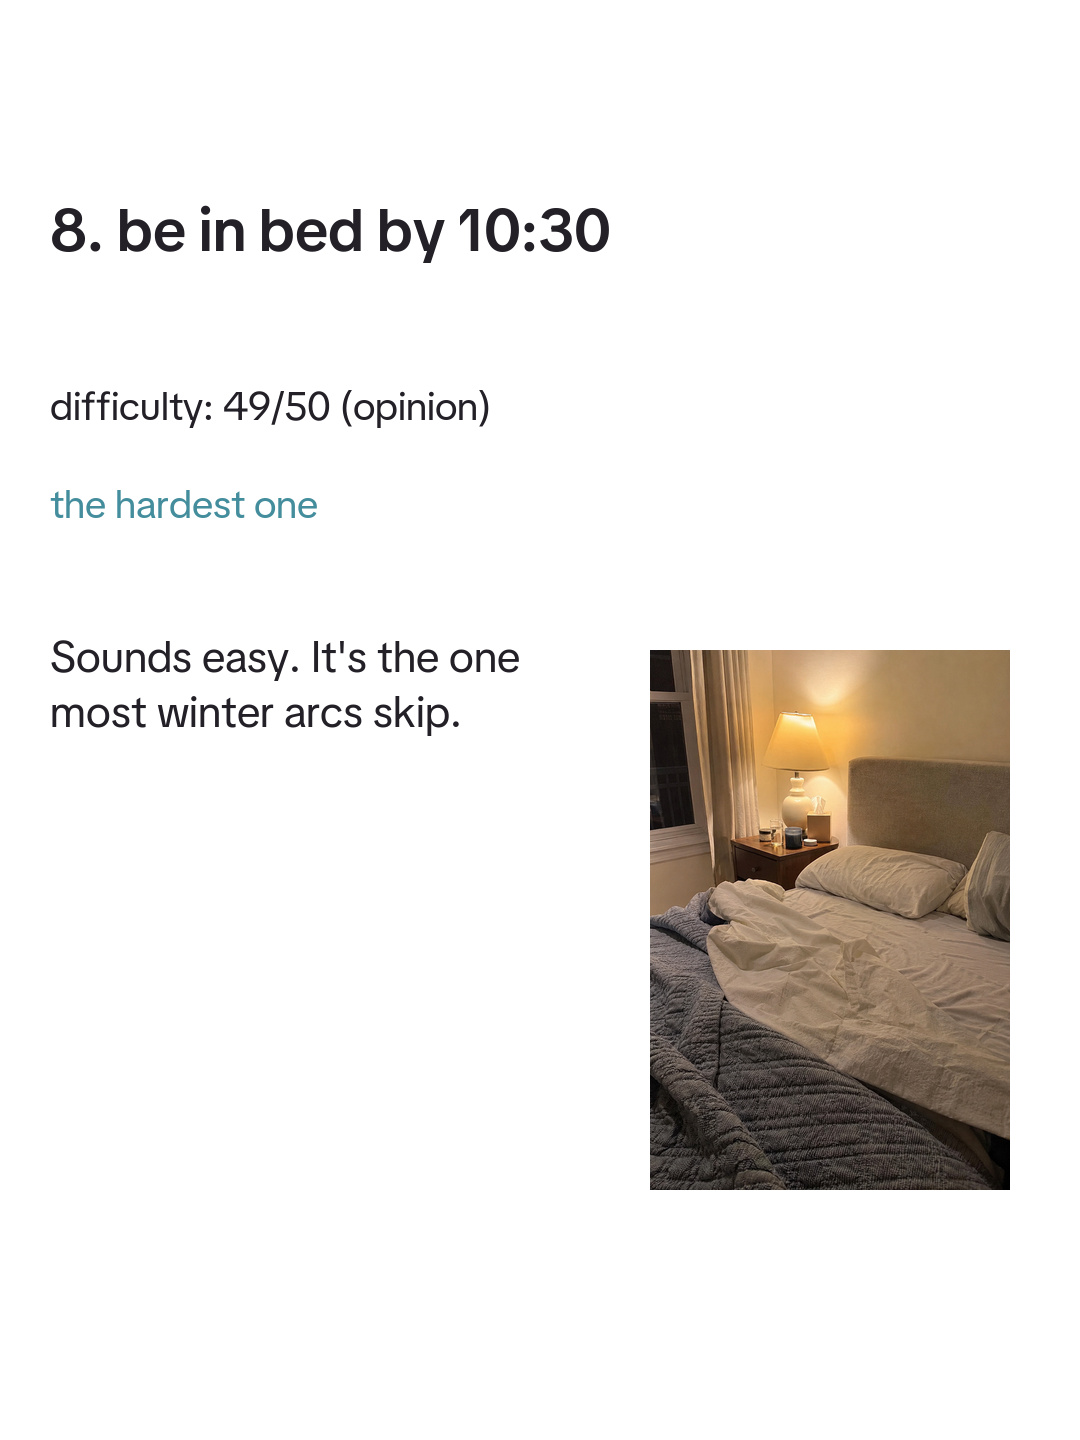 8. be in bed by 10:30
difficulty: 49/50 (opinion)
the hardest one
Sounds easy. It's the one
most winter arcs skip.